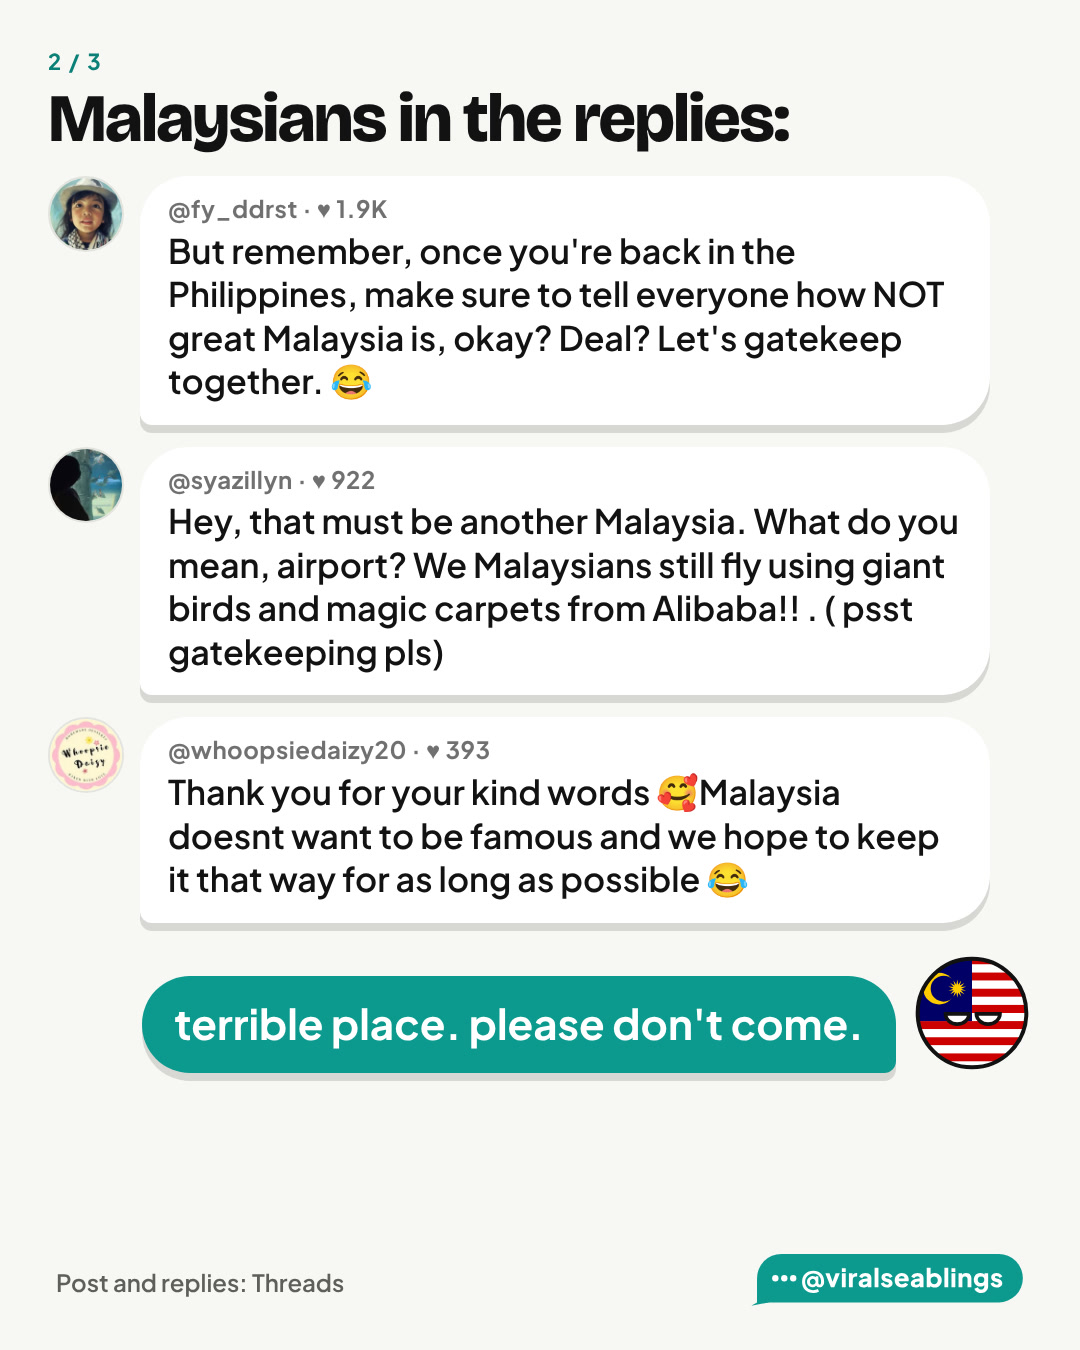 2 / 3
Malaysians in the replies:
@fy_ddrst · ♥ 1.9K
But remember, once you're back in the
Philippines, make sure to tell everyone how NOT
great Malaysia is, okay? Deal? Let's gatekeep
together. 😂
@syazillyn · ♥ 922
Hey, that must be another Malaysia. What do you
mean, airport? We Malaysians still fly using giant
birds and magic carpets from Alibaba!! . ( psst
gatekeeping pls)
Whoopsie
Daisy
@whoopsiedaizy20 · ♥ 393
Thank you for your kind words 🥰Malaysia
doesnt want to be famous and we hope to keep
it that way for as long as possible 😂
terrible place. please don't come.
Post and replies: Threads
•••@viralseablings